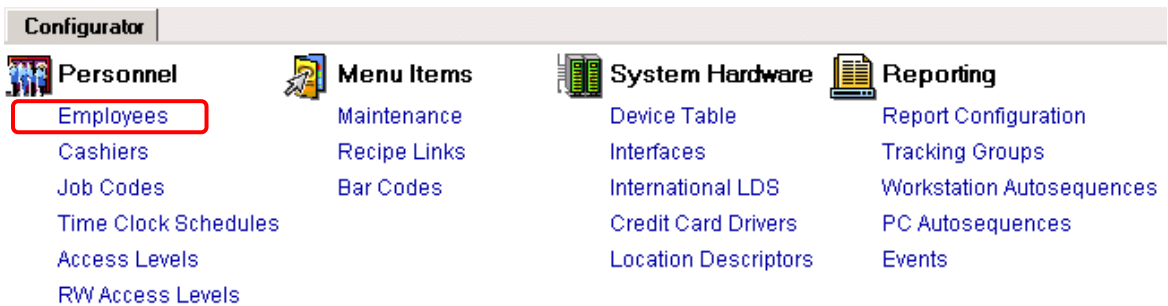 Configurator
Personnel
Employees
Cashiers
Job Codes
Time Clock Schedules
Access Levels
RW Access Levels
Menu Items
Maintenance
Recipe Links
Bar Codes
System Hardware
Device Table
Interfaces
International LDS
Credit Card Drivers
Location Descriptors
Reporting
Report Configuration
Tracking Groups
Workstation Autosequences
PC Autosequences
Events